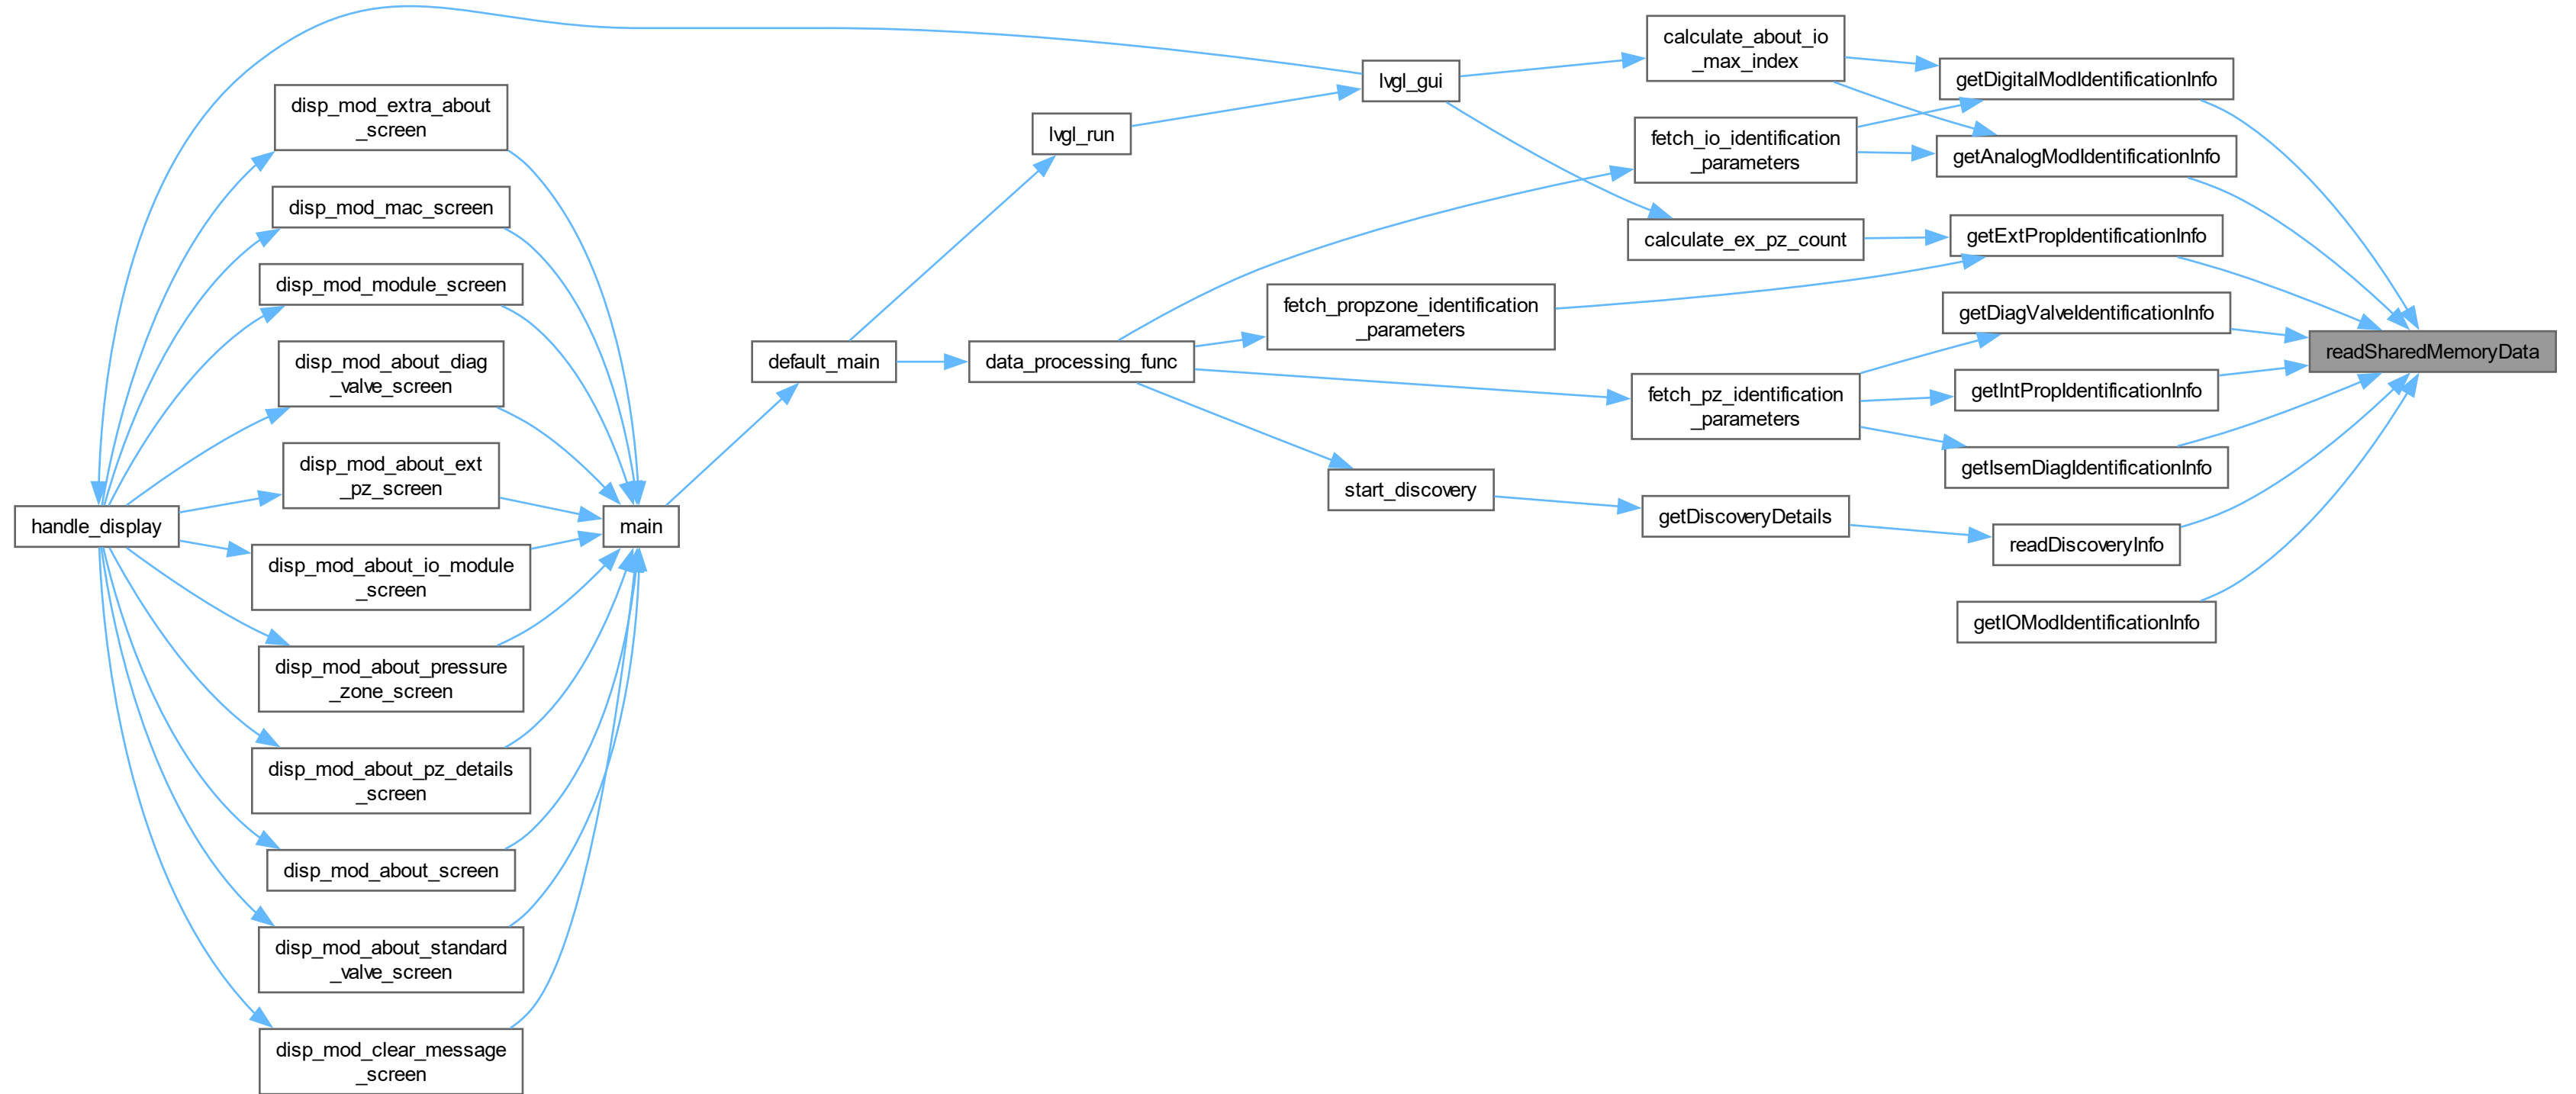 handle_display
disp_mod_extra_about
_screen
disp_mod_mac_screen
disp_mod_module_screen
disp_mod_about_diag
_valve_screen
disp_mod_about_ext
_pz_screen
disp_mod_about_io_module
_screen
disp_mod_about_pressure
_zone_screen
disp_mod_about_pz_details
_screen
disp_mod_about_screen
disp_mod_about_standard
_valve_screen
disp_mod_clear_message
_screen
main
default_main
lvgl_run
data_processing_func
lvgl_gui
fetch_propzone_identification
_parameters
start_discovery
calculate_about_io
_max_index
fetch_io_identification
_parameters
calculate_ex_pz_count
fetch_pz_identification
_parameters
getDiscoveryDetails
getDigitalModIdentificationInfo
getAnalogModIdentificationInfo
getExtPropIdentificationInfo
getDiagValveIdentificationInfo
getIntPropIdentificationInfo
getIsemDiagIdentificationInfo
readDiscoveryInfo
getIOModIdentificationInfo
readSharedMemoryData